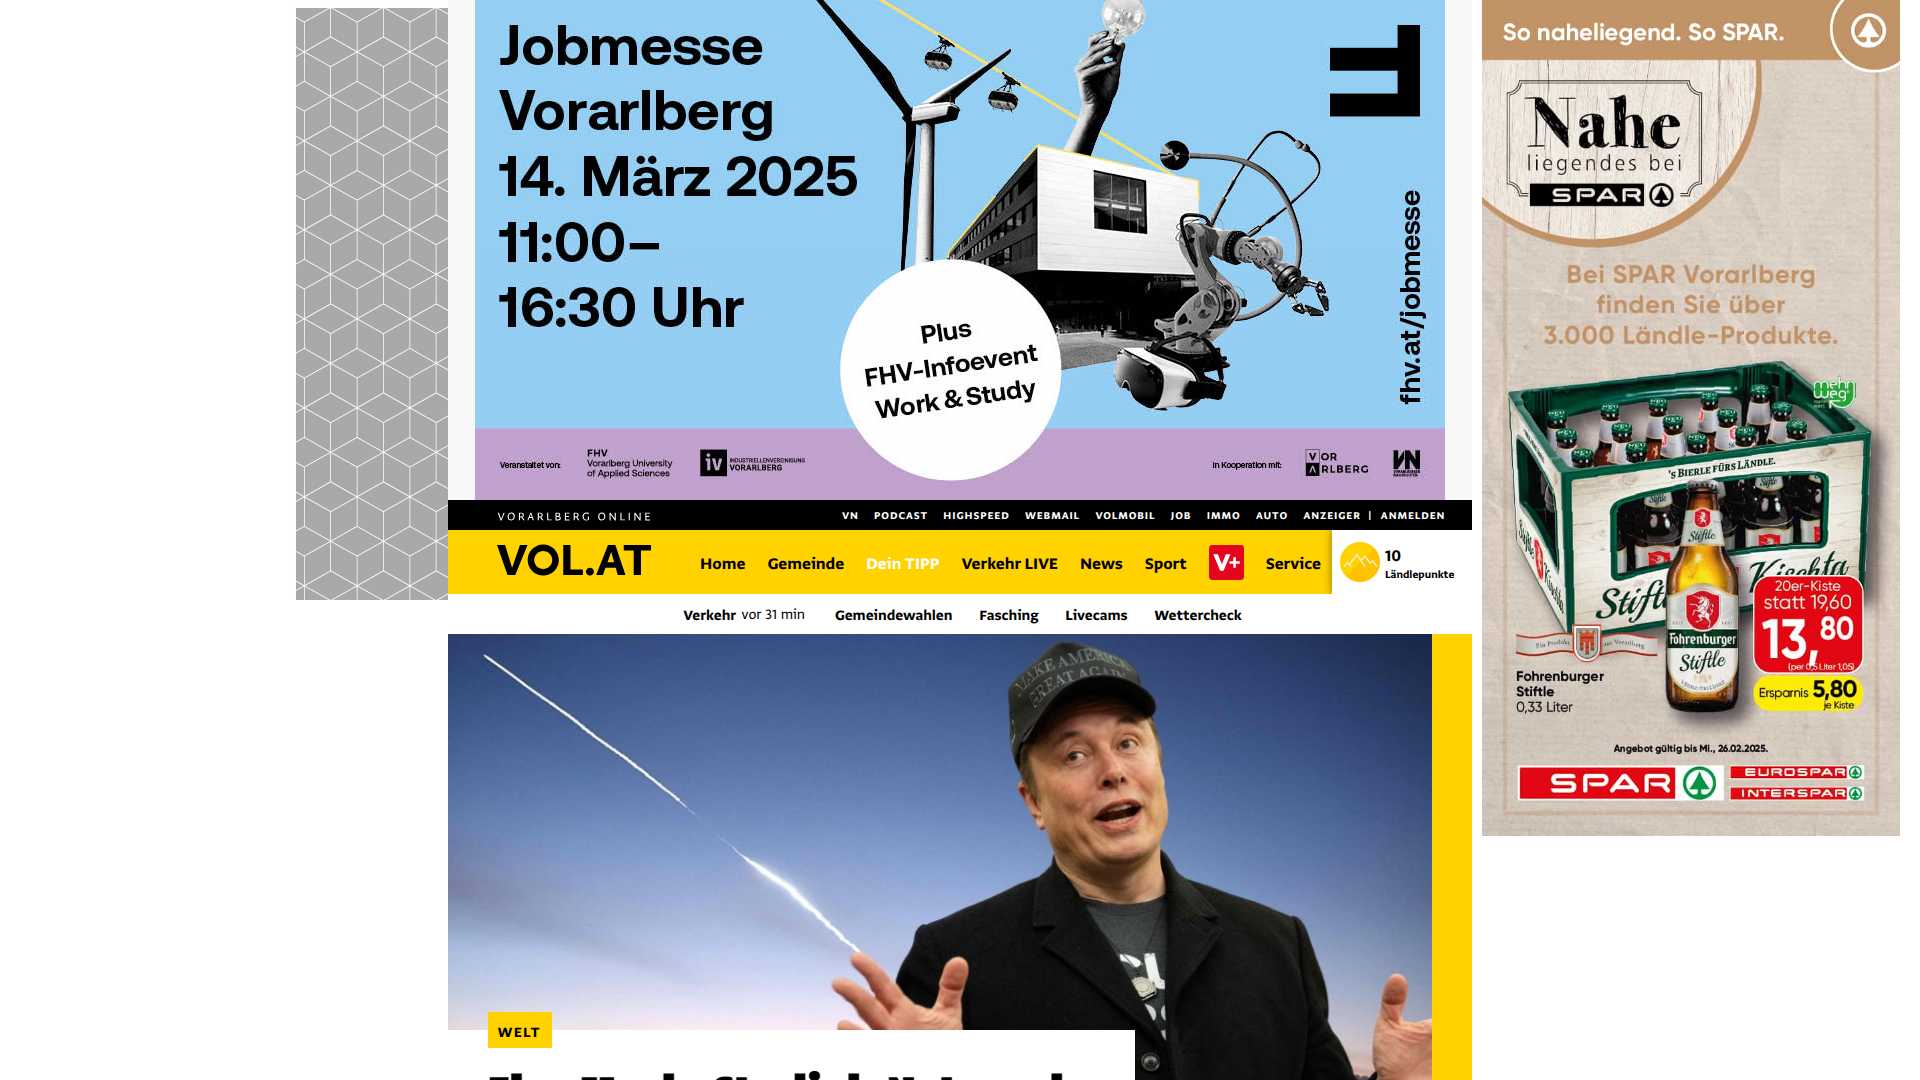 Jobmesse
Vorarlberg
14. März 2025
11:00–
16:30 Uhr
Plus
FHV-Infoevent
Work & Study
fhv.at/jobmesse
Veranstaltet von:
FHV
Vorarlberg University
of Applied Sciences
iv INDUSTRIELLENVEREINIGUNG
VORARLBERG
In Kooperation mit:
VOR
ARLBERG
VN
So naheliegend. So SPAR.
Nahe
liegendes bei
SPAR
Bei SPAR Vorarlberg
finden Sie über
3.000 Ländle-Produkte.
mehr
weg
's BIERLE FÜRS LÄNDLE.
Stiftle
Kischta
Stiftle
Fohrenburger
Stiftle
20er-Kiste
statt 19,60
13,80
(per 0,5 Liter 1,05)
Ersparnis 5,80
je Kiste
Ein Produkt aus Vorarlberg
Fohrenburger
Stiftle
0,33 Liter
Angebot gültig bis Mi., 26.02.2025.
SPAR
EUROSPAR
INTERSPAR
VORARLBERG ONLINE
VN PODCAST HIGHSPEED WEBMAIL VOLMOBIL JOB IMMO AUTO ANZEIGER | ANMELDEN
VOL.AT
Home Gemeinde Dein TIPP Verkehr LIVE News Sport V+ Service
10
Ländlepunkte
Verkehr vor 31 min Gemeindewahlen Fasching Livecams Wettercheck
MAKE AMERICA
GREAT AGAIN
WELT